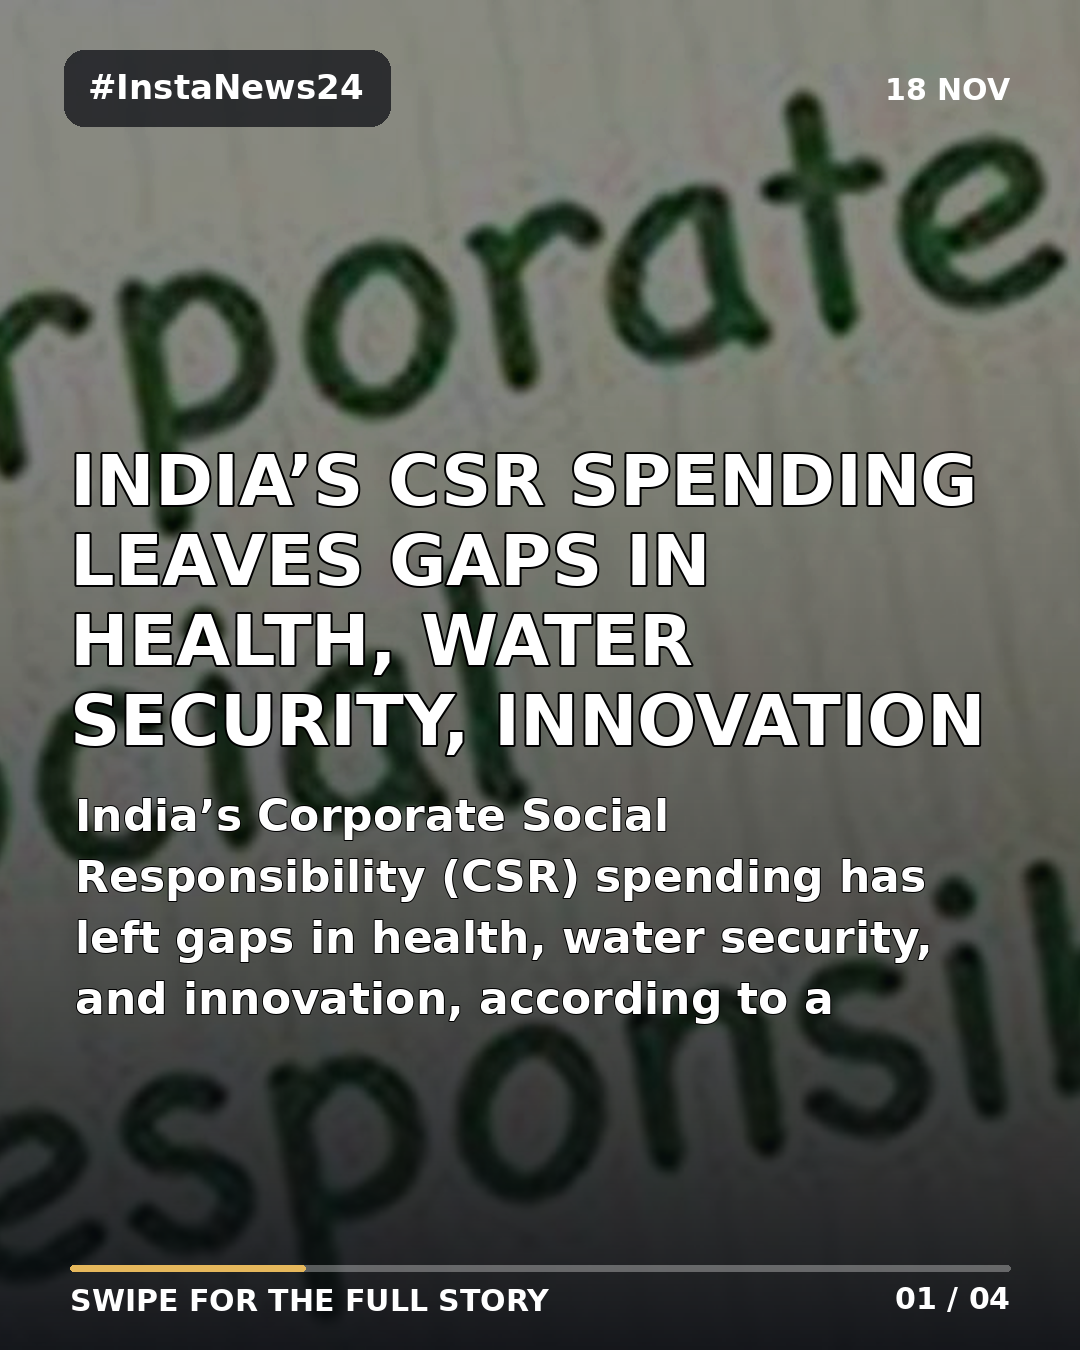 #InstaNews24
18 NOV
rporate
INDIA’S CSR SPENDING
LEAVES GAPS IN
HEALTH, WATER
SECURITY, INNOVATION
ocial
India’s Corporate Social
Responsibility (CSR) spending has
left gaps in health, water security,
and innovation, according to a
esponsib
SWIPE FOR THE FULL STORY
01 / 04